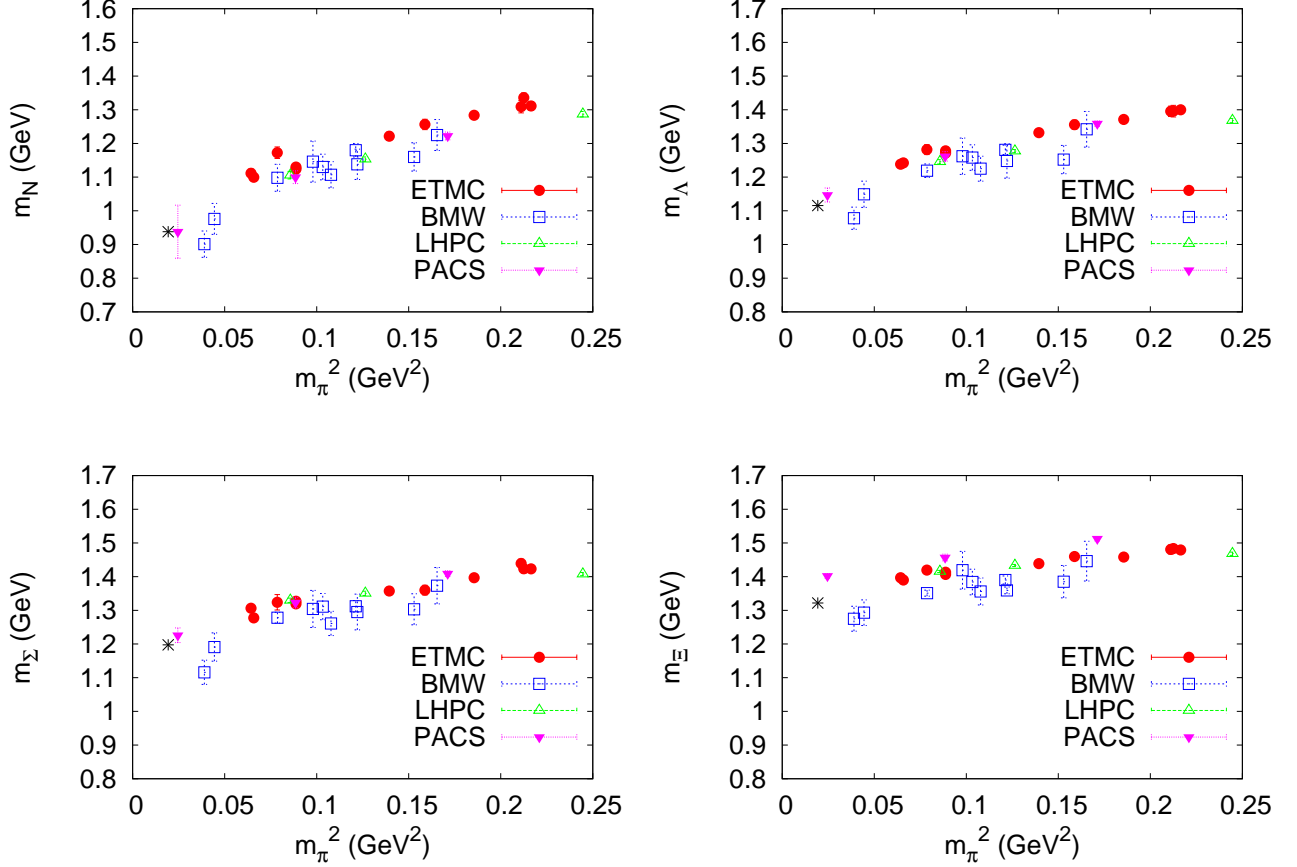 1.6
1.5
1.4
1.3
1.2
1.1
1
0.9
0.8
0.7
m_N (GeV)
ETMC
BMW
LHPC
PACS
0 0.05 0.1 0.15 0.2 0.25
m_π^2 (GeV^2)
1.7
1.6
1.5
1.4
1.3
1.2
1.1
1
0.9
0.8
m_Λ (GeV)
ETMC
BMW
LHPC
PACS
0 0.05 0.1 0.15 0.2 0.25
m_π^2 (GeV^2)
1.7
1.6
1.5
1.4
1.3
1.2
1.1
1
0.9
0.8
m_Σ (GeV)
ETMC
BMW
LHPC
PACS
0 0.05 0.1 0.15 0.2 0.25
m_π^2 (GeV^2)
1.7
1.6
1.5
1.4
1.3
1.2
1.1
1
0.9
0.8
m_Ξ (GeV)
ETMC
BMW
LHPC
PACS
0 0.05 0.1 0.15 0.2 0.25
m_π^2 (GeV^2)